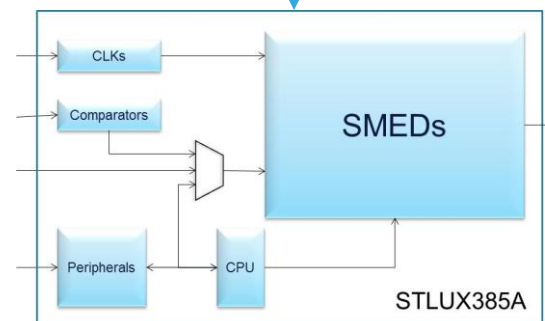 CLKs
Comparators
SMEDs
Peripherals
CPU
STLUX385A